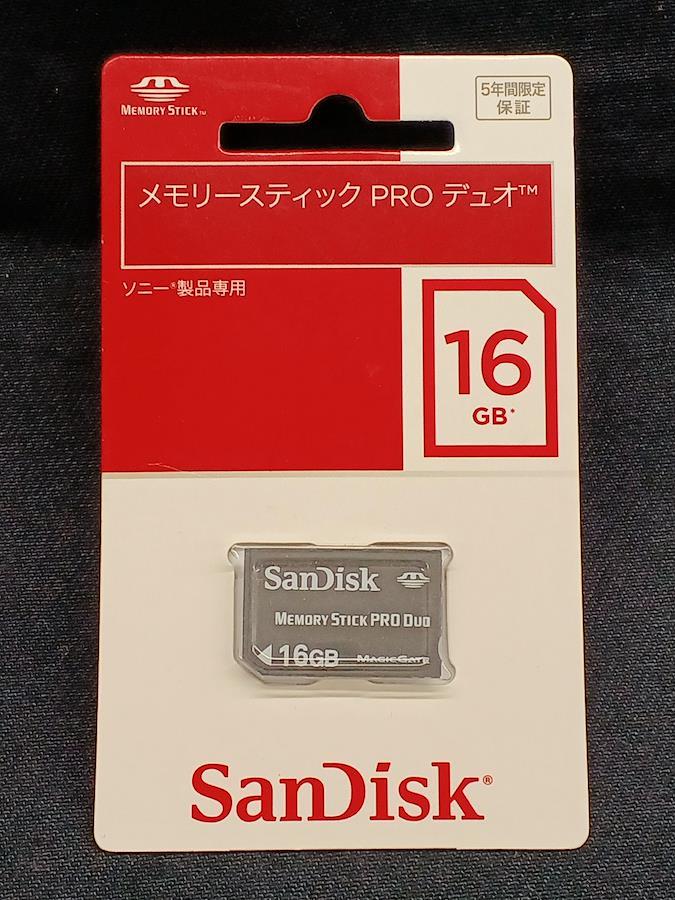 MEMORY STICK™
5年間限定
保証
メモリースティック PRO デュオ™
ソニー®製品専用
16
GB*
SanDisk
MEMORY STICK PRO DUO
16GB MAGICGATE
SanDisk®